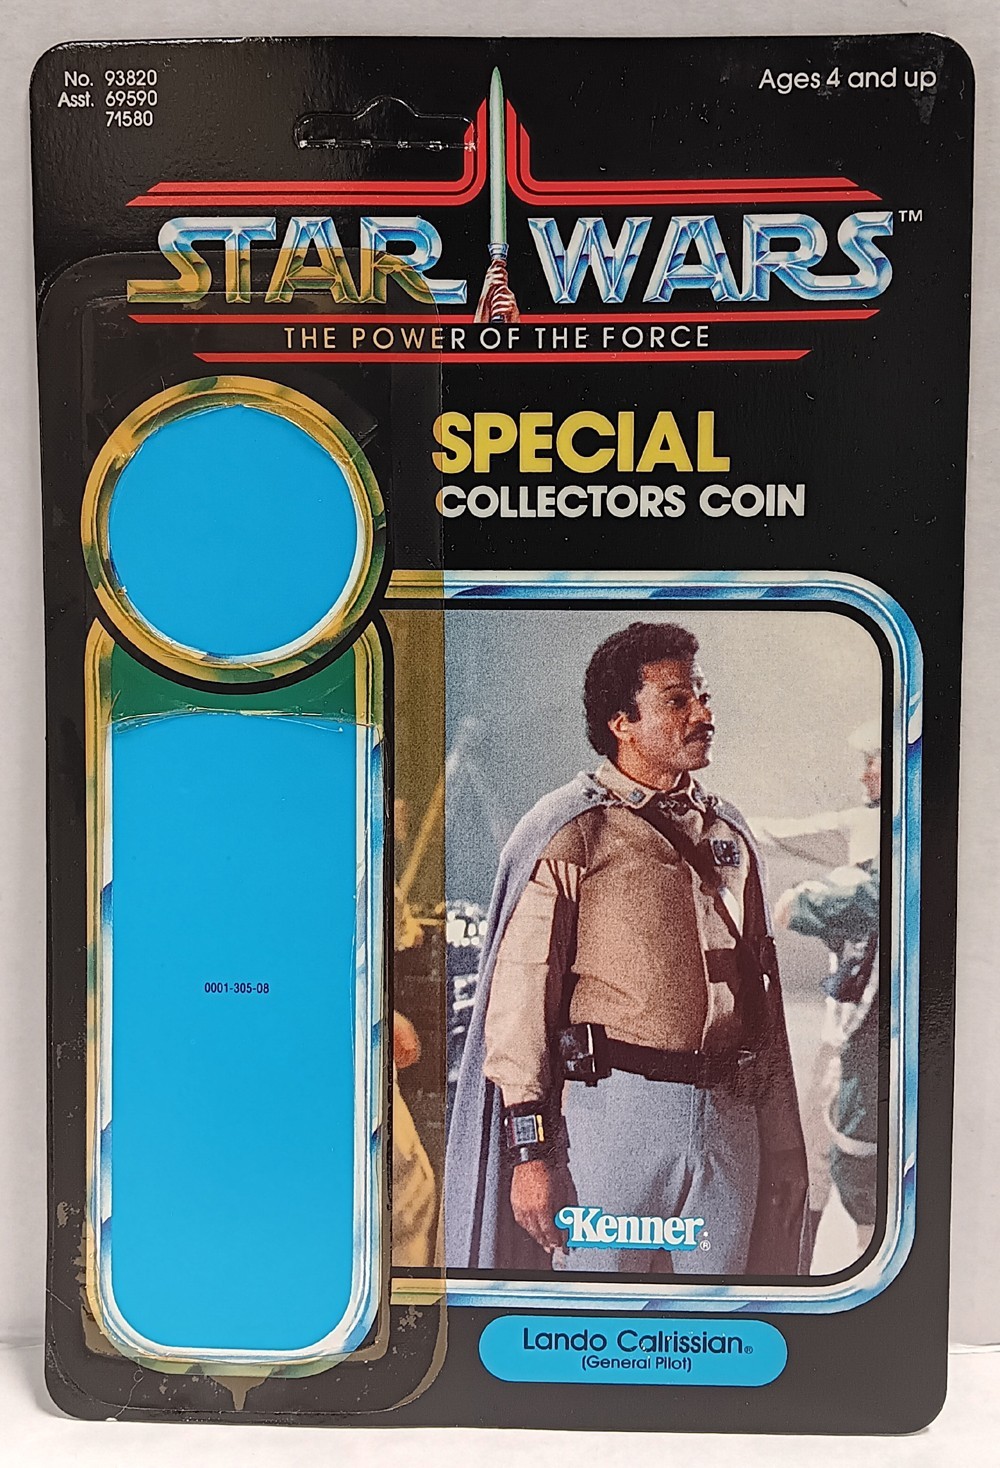 No. 93820
Asst. 69590
71580
Ages 4 and up
STAR WARS™
THE POWER OF THE FORCE
SPECIAL
COLLECTORS COIN
0001-305-08
Kenner®
Lando Calrissian®
(General Pilot)